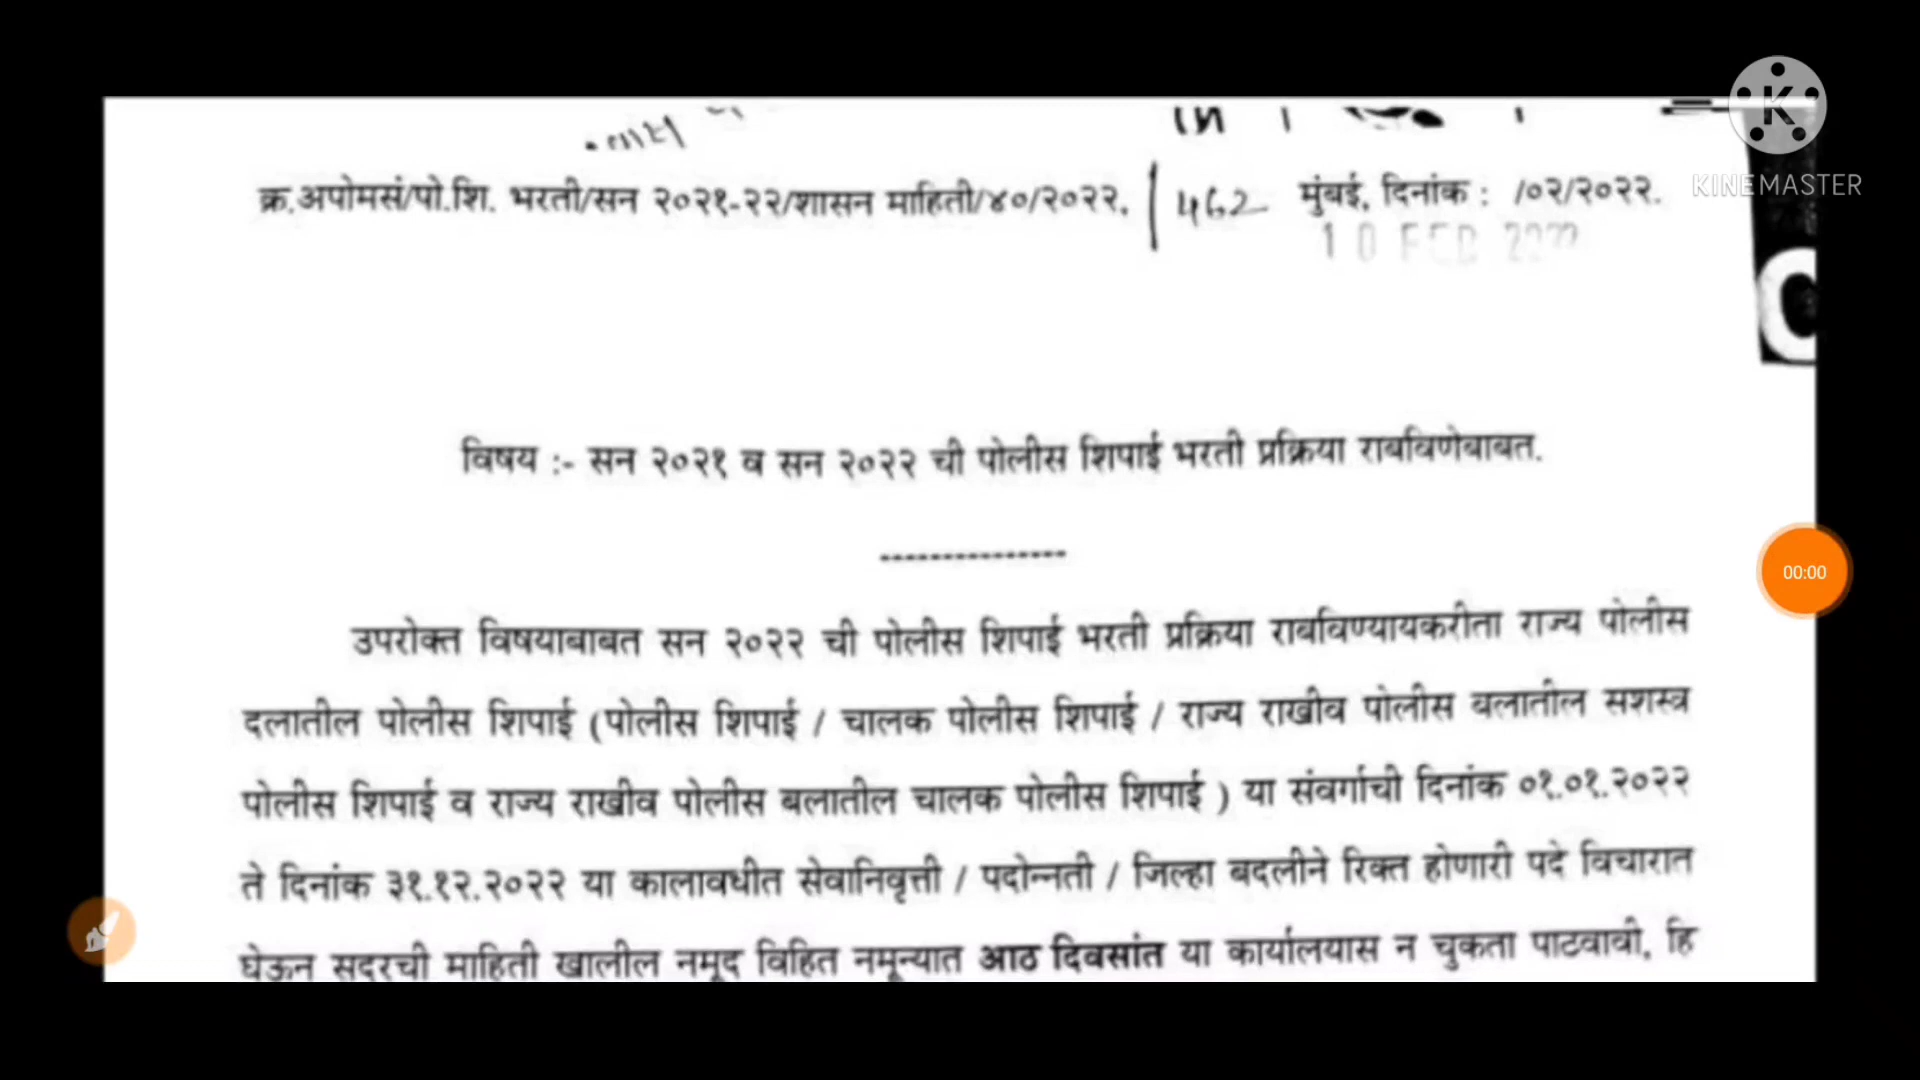 KINEMASTER
क्र.अपोमसं/पो.शि. भरती/सन २०२१-२२/शासन माहिती/४०/२०२२. मुंबई, दिनांक : /०२/२०२२.
10 FEB 2022
विषय :- सन २०२१ व सन २०२२ ची पोलीस शिपाई भरती प्रक्रिया राबविणेबाबत.
---------------
00:00
उपरोक्त विषयाबाबत सन २०२२ ची पोलीस शिपाई भरती प्रक्रिया राबविण्यायकरीता राज्य पोलीस
दलातील पोलीस शिपाई (पोलीस शिपाई / चालक पोलीस शिपाई / राज्य राखीव पोलीस बलातील सशस्त्र
पोलीस शिपाई व राज्य राखीव पोलीस बलातील चालक पोलीस शिपाई ) या संवर्गाची दिनांक ०१.०१.२०२२
ते दिनांक ३१.१२.२०२२ या कालावधीत सेवानिवृत्ती / पदोन्नती / जिल्हा बदलीने रिक्त होणारी पदे विचारात
घेऊन सदरची माहिती खालील नमूद विहित नमून्यात आठ दिवसांत या कार्यालयास न चुकता पाठवावी, हि